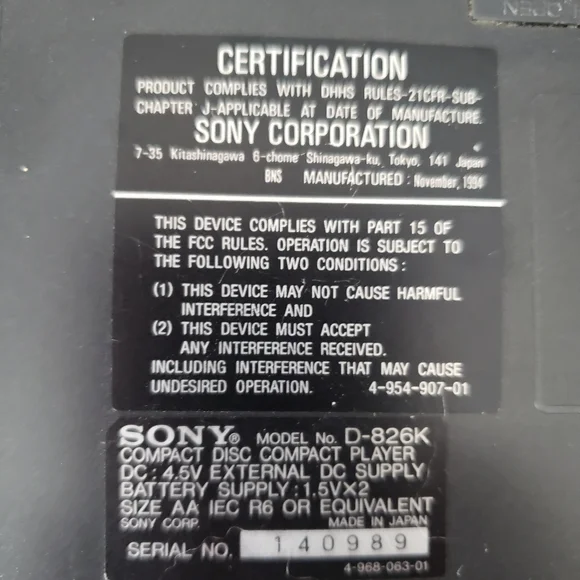 OPEN
CERTIFICATION
PRODUCT COMPLIES WITH DHHS RULES-21CFR-SUB-
CHAPTER J-APPLICABLE AT DATE OF MANUFACTURE.
SONY CORPORATION
7-35 Kitashinagawa 6-chome Shinagawa-ku, Tokyo, 141 Japan
BNS MANUFACTURED : November, 1994
THIS DEVICE COMPLIES WITH PART 15 OF
THE FCC RULES. OPERATION IS SUBJECT TO
THE FOLLOWING TWO CONDITIONS :
(1) THIS DEVICE MAY NOT CAUSE HARMFUL
INTERFERENCE AND
(2) THIS DEVICE MUST ACCEPT
ANY INTERFERENCE RECEIVED.
INCLUDING INTERFERENCE THAT MAY CAUSE
UNDESIRED OPERATION. 4-954-907-01
SONY® MODEL No. D-826K
COMPACT DISC COMPACT PLAYER
DC : 4.5V EXTERNAL DC SUPPLY
BATTERY SUPPLY : 1.5V×2
SIZE AA IEC R6 OR EQUIVALENT
SONY CORP. MADE IN JAPAN
SERIAL NO. 140989
4-968-063-01